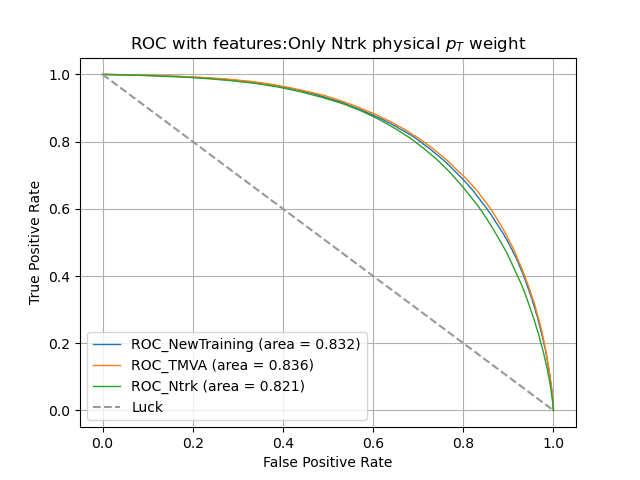 ROC with features:Only Ntrk physical p_T weight
True Positive Rate
1.0
0.8
0.6
0.4
0.2
0.0
ROC_NewTraining (area = 0.832)
ROC_TMVA (area = 0.836)
ROC_Ntrk (area = 0.821)
Luck
0.0 0.2 0.4 0.6 0.8 1.0
False Positive Rate